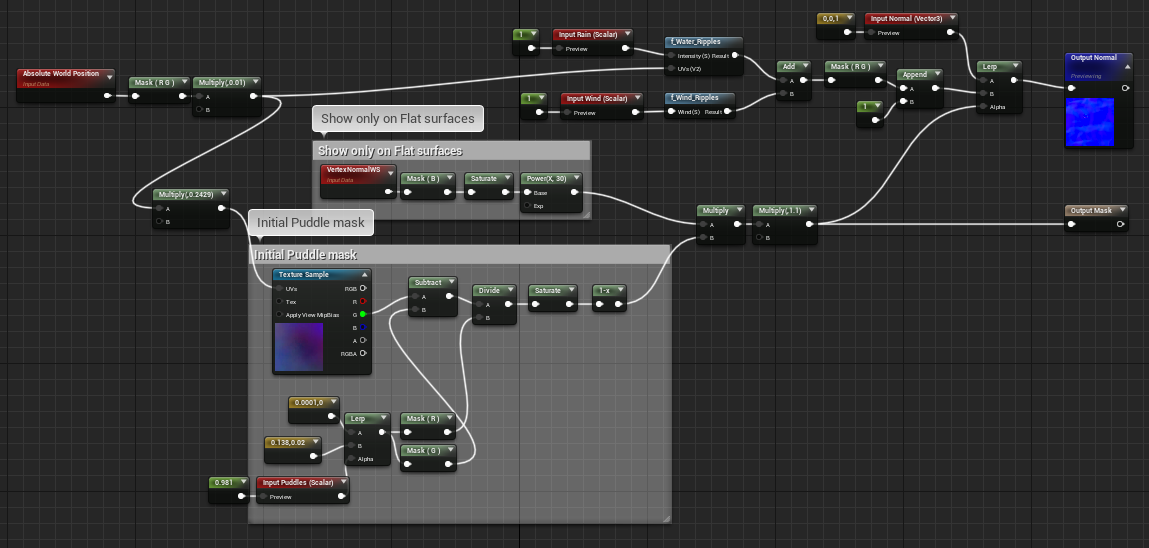 0,0,1
Input Normal (Vector3)
Preview
1
Input Rain (Scalar)
Preview
f_Water_Ripples
Intensity (S) Result
UVs (V2)
Output Normal
Previewing
Absolute World Position
Input Data
Mask ( R G )
Multiply(,0.01)
A
B
Add
A
B
Mask ( R G )
Append
A
B
Lerp
A
B
Alpha
1
Input Wind (Scalar)
Preview
f_Wind_Ripples
Wind (S) Result
1
Show only on Flat surfaces
Show only on Flat surfaces
VertexNormalWS
Input Data
Mask ( B )
Saturate
Power(X, 30)
Base
Exp
Multiply(,0.2429)
A
B
Multiply
A
B
Multiply(,1.1)
A
B
Output Mask
Initial Puddle mask
Initial Puddle mask
Texture Sample
UVs
RGB
Tex
R
Apply View MipBias
G
B
A
RGBA
Subtract
A
B
Divide
A
B
Saturate
1-x
0.0001,0
0.138,0.02
Lerp
A
B
Alpha
Mask ( R )
Mask ( G )
0.981
Input Puddles (Scalar)
Preview